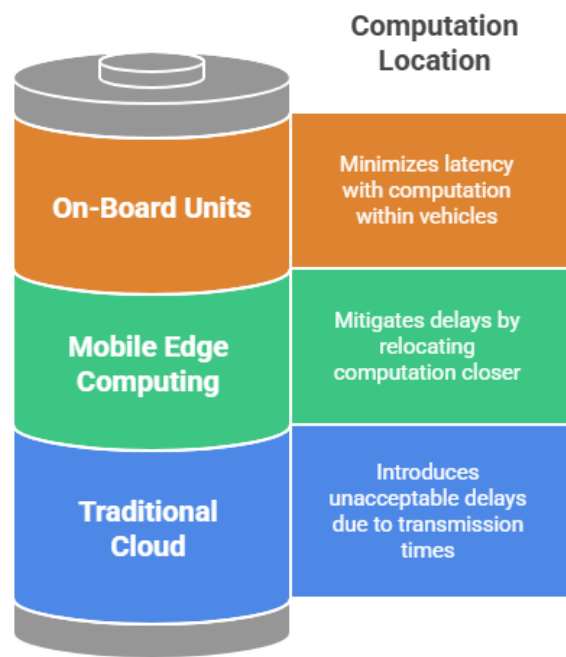 Computation
Location
On-Board Units
Minimizes latency
with computation
within vehicles
Mobile Edge
Computing
Mitigates delays by
relocating
computation closer
Traditional
Cloud
Introduces
unacceptable delays
due to transmission
times